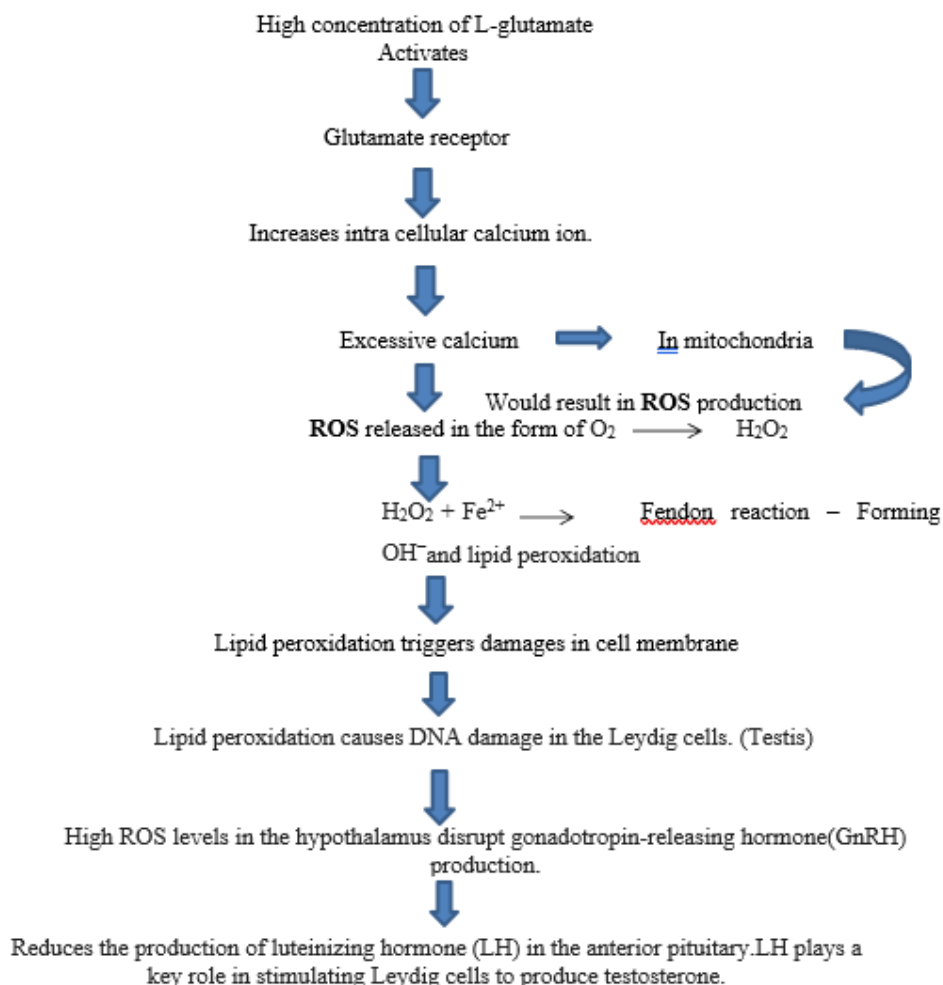 High concentration of L-glutamate
Activates
Glutamate receptor
Increases intra cellular calcium ion.
Excessive calcium In mitochondria
Would result in ROS production
ROS released in the form of O₂ ⟶ H₂O₂
H₂O₂ + Fe²⁺ ⟶ Fendon reaction – Forming
OH⁻ and lipid peroxidation
Lipid peroxidation triggers damages in cell membrane
Lipid peroxidation causes DNA damage in the Leydig cells. (Testis)
High ROS levels in the hypothalamus disrupt gonadotropin-releasing hormone(GnRH)
production.
Reduces the production of luteinizing hormone (LH) in the anterior pituitary.LH plays a
key role in stimulating Leydig cells to produce testosterone.